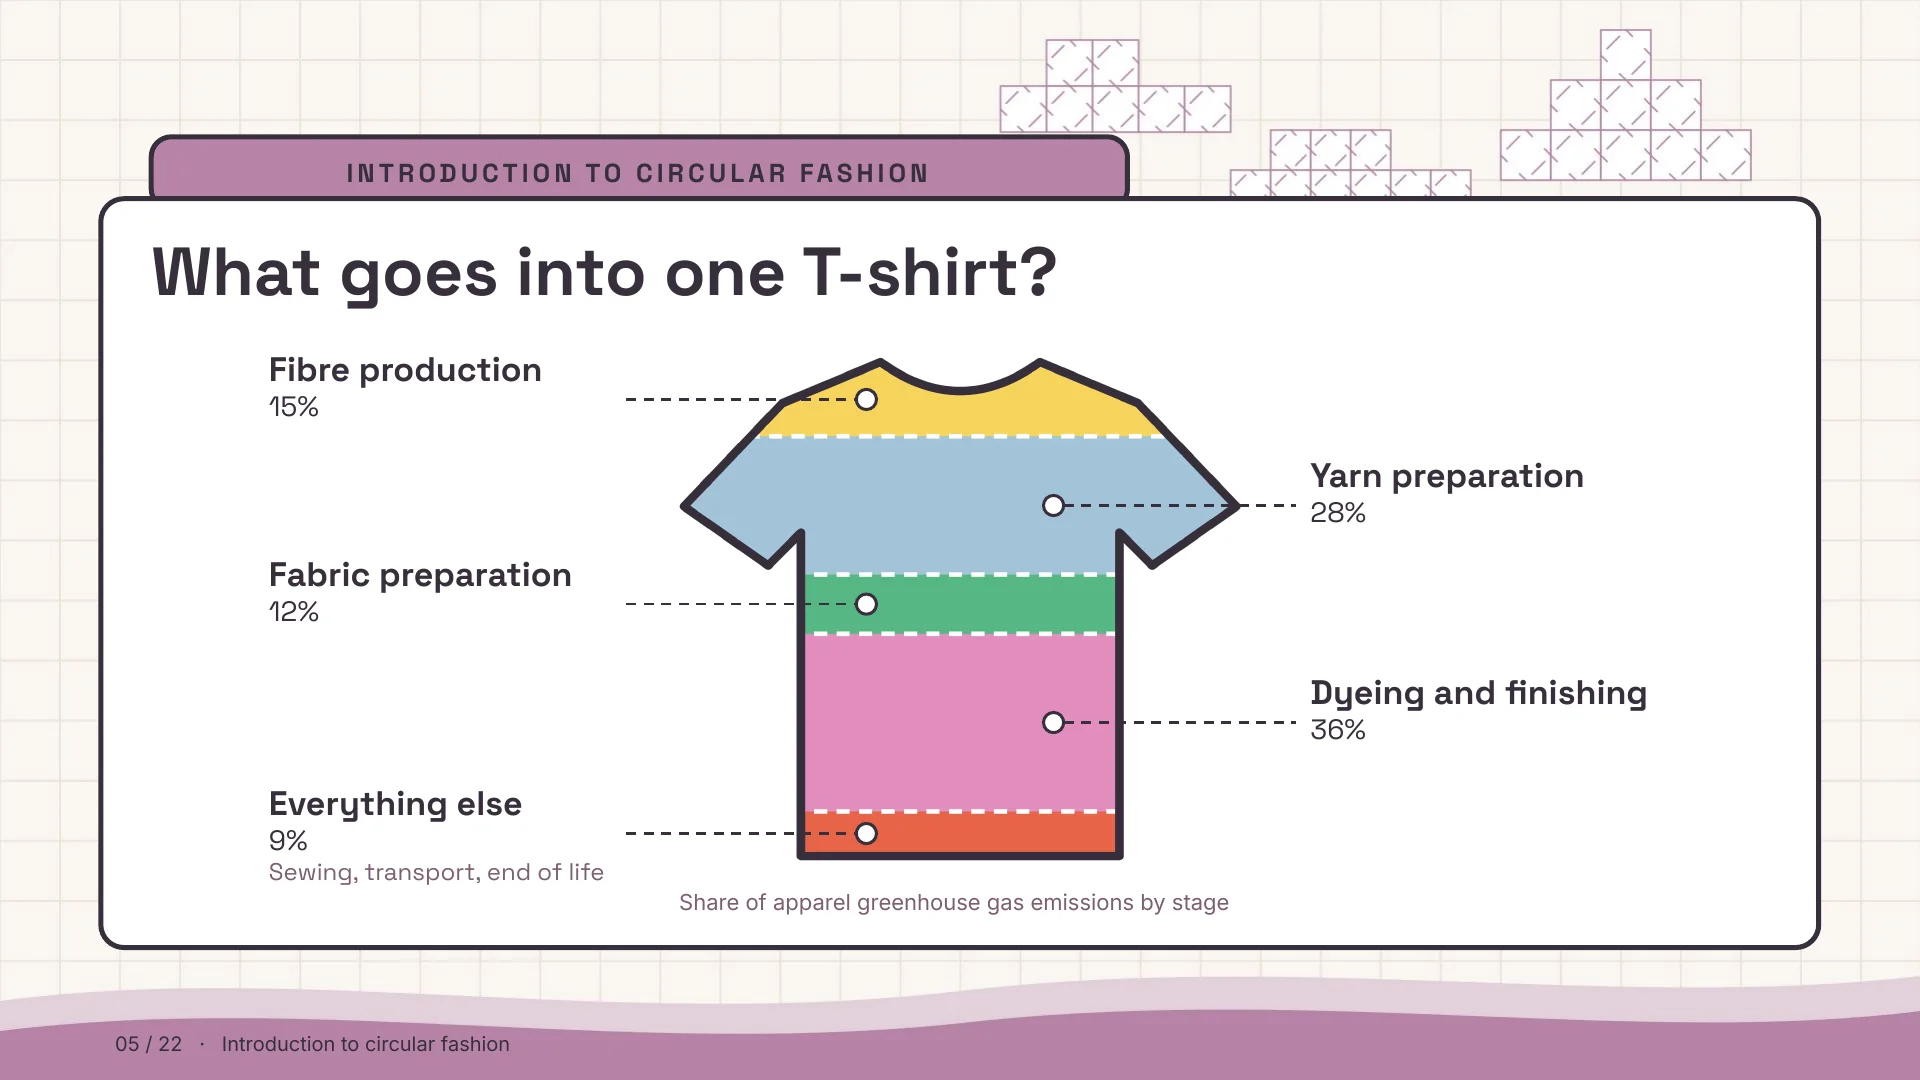 INTRODUCTION TO CIRCULAR FASHION
What goes into one T-shirt?
Fibre production
15%
Yarn preparation
28%
Fabric preparation
12%
Dyeing and finishing
36%
Everything else
9%
Sewing, transport, end of life
Share of apparel greenhouse gas emissions by stage
05 / 22 · Introduction to circular fashion